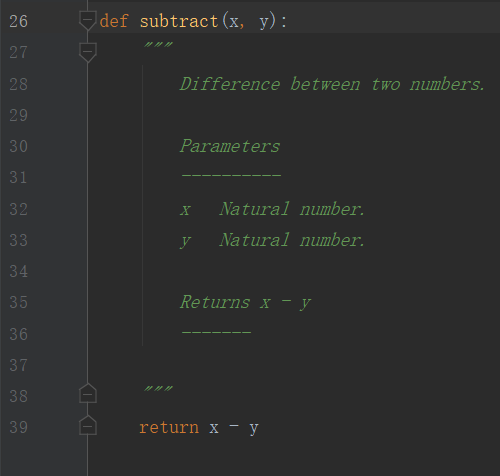 26 def subtract(x, y):
27     """
28         Difference between two numbers.
29
30         Parameters
31         ----------
32         x   Natural number.
33         y   Natural number.
34
35         Returns x - y
36         -------
37
38     """
39     return x - y